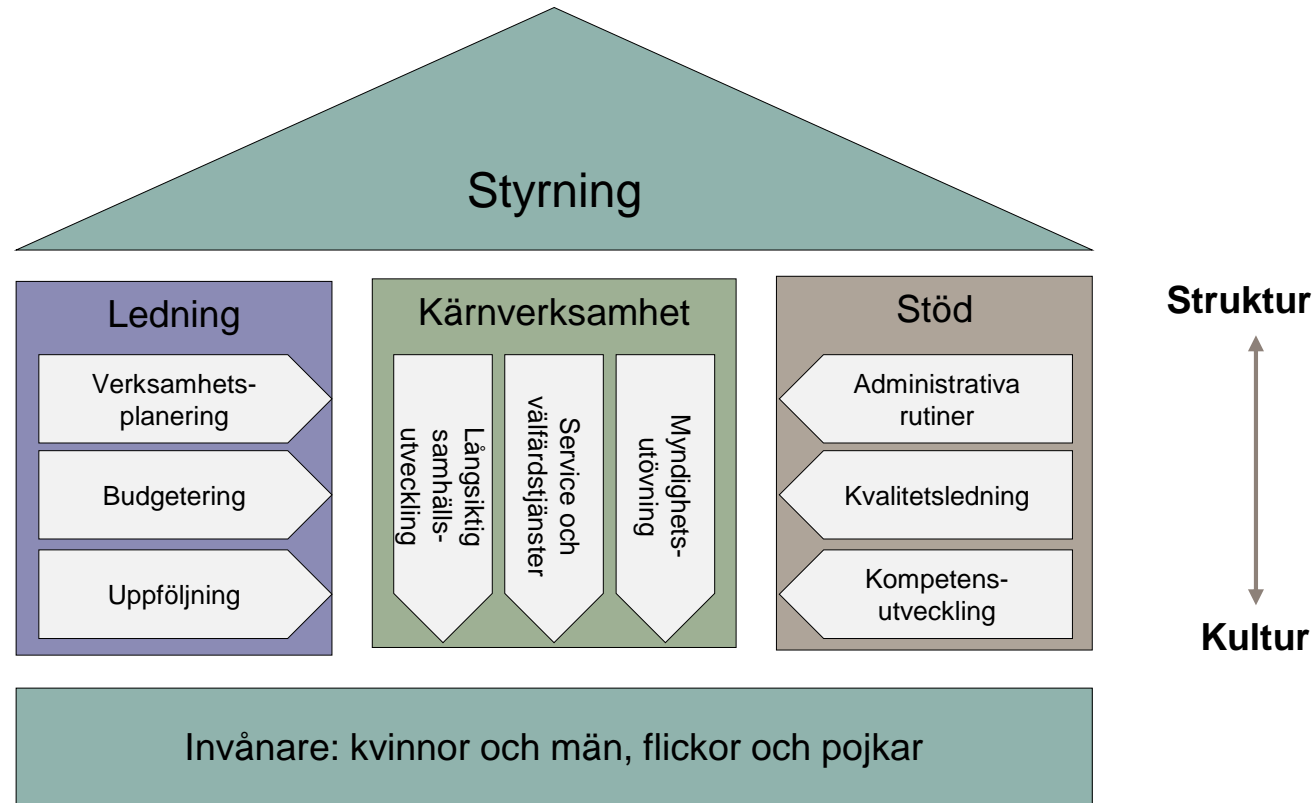 Styrning
Ledning
Verksamhets-
planering
Budgetering
Uppföljning
Kärnverksamhet
Långsiktig
samhälls-
utveckling
Service och
välfärdstjänster
Myndighets-
utövning
Stöd
Administrativa
rutiner
Kvalitetsledning
Kompetens-
utveckling
Struktur
Kultur
Invånare: kvinnor och män, flickor och pojkar